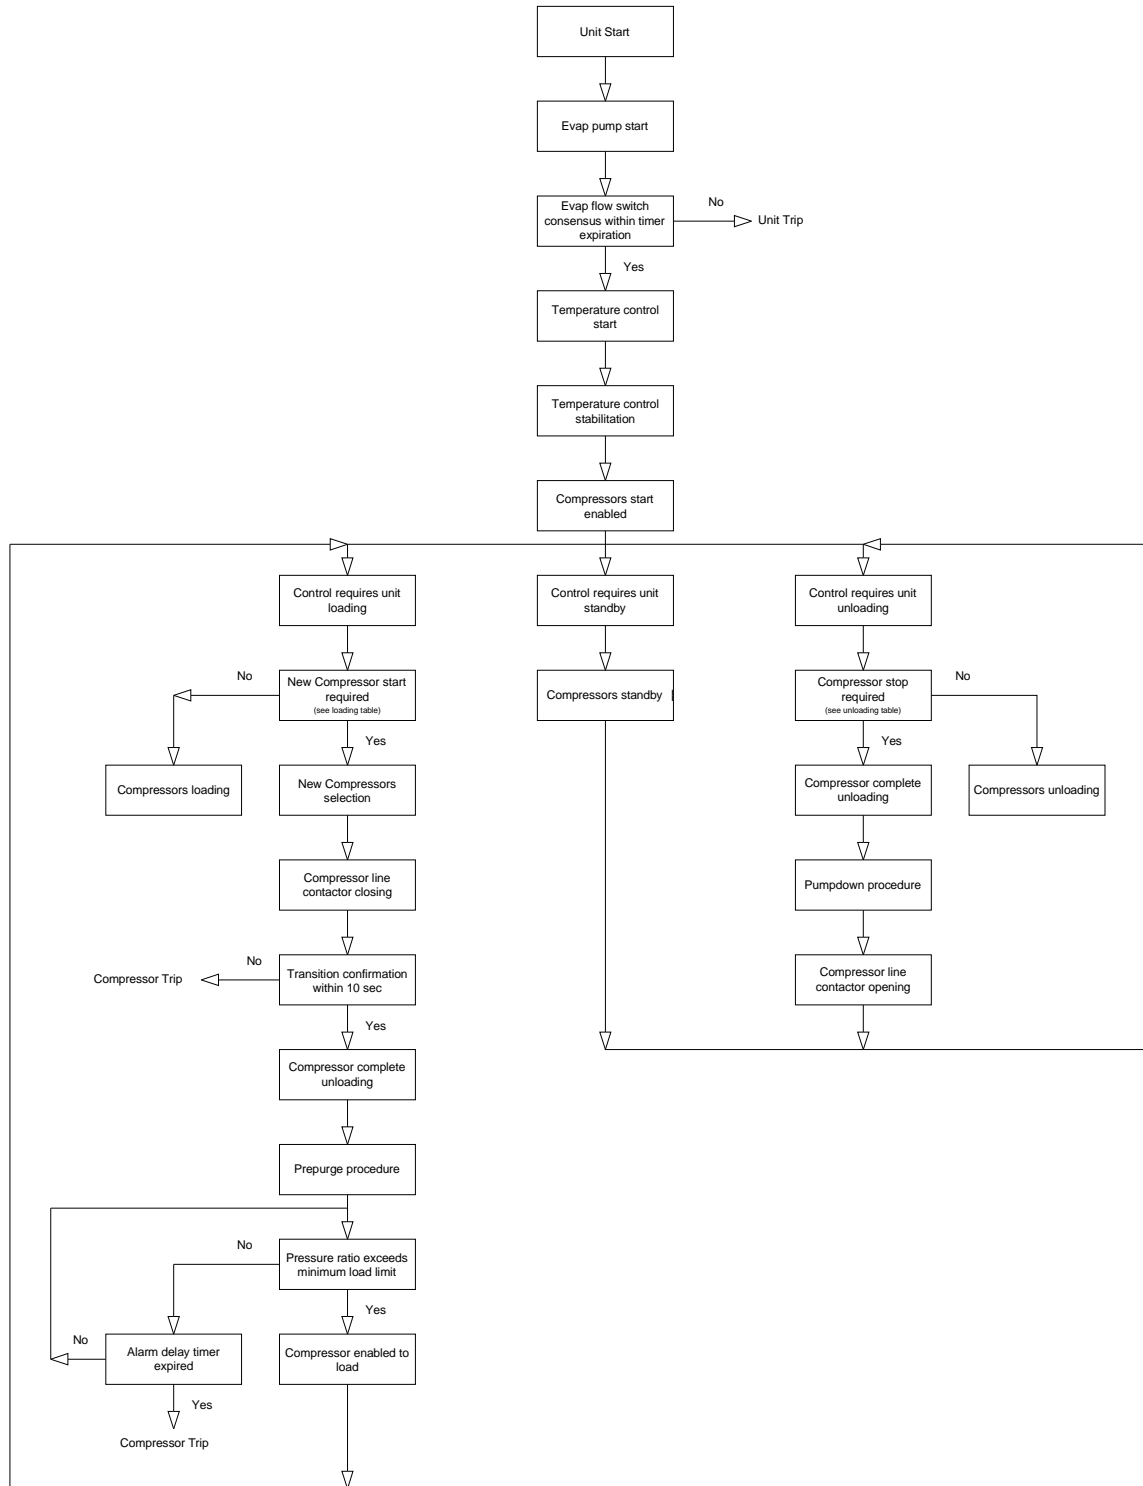 Unit Start
Evap pump start
Evap flow switch
consensus within timer
expiration
No
Unit Trip
Yes
Temperature control
start
Temperature control
stabilitation
Compressors start
enabled
Control requires unit
loading
Control requires unit
standby
Control requires unit
unloading
No
New Compressor start
required
(see loading table)
Compressors standby
Compressor stop
required
(see unloading table)
No
Yes
Yes
Compressors loading
New Compressors
selection
Compressor complete
unloading
Compressors unloading
Compressor line
contactor closing
Pumpdown procedure
Compressor Trip
No
Transition confirmation
within 10 sec
Compressor line
contactor opening
Yes
Compressor complete
unloading
Prepurge procedure
No
Pressure ratio exceeds
minimum load limit
Yes
No
Alarm delay timer
expired
Compressor enabled to
load
Yes
Compressor Trip